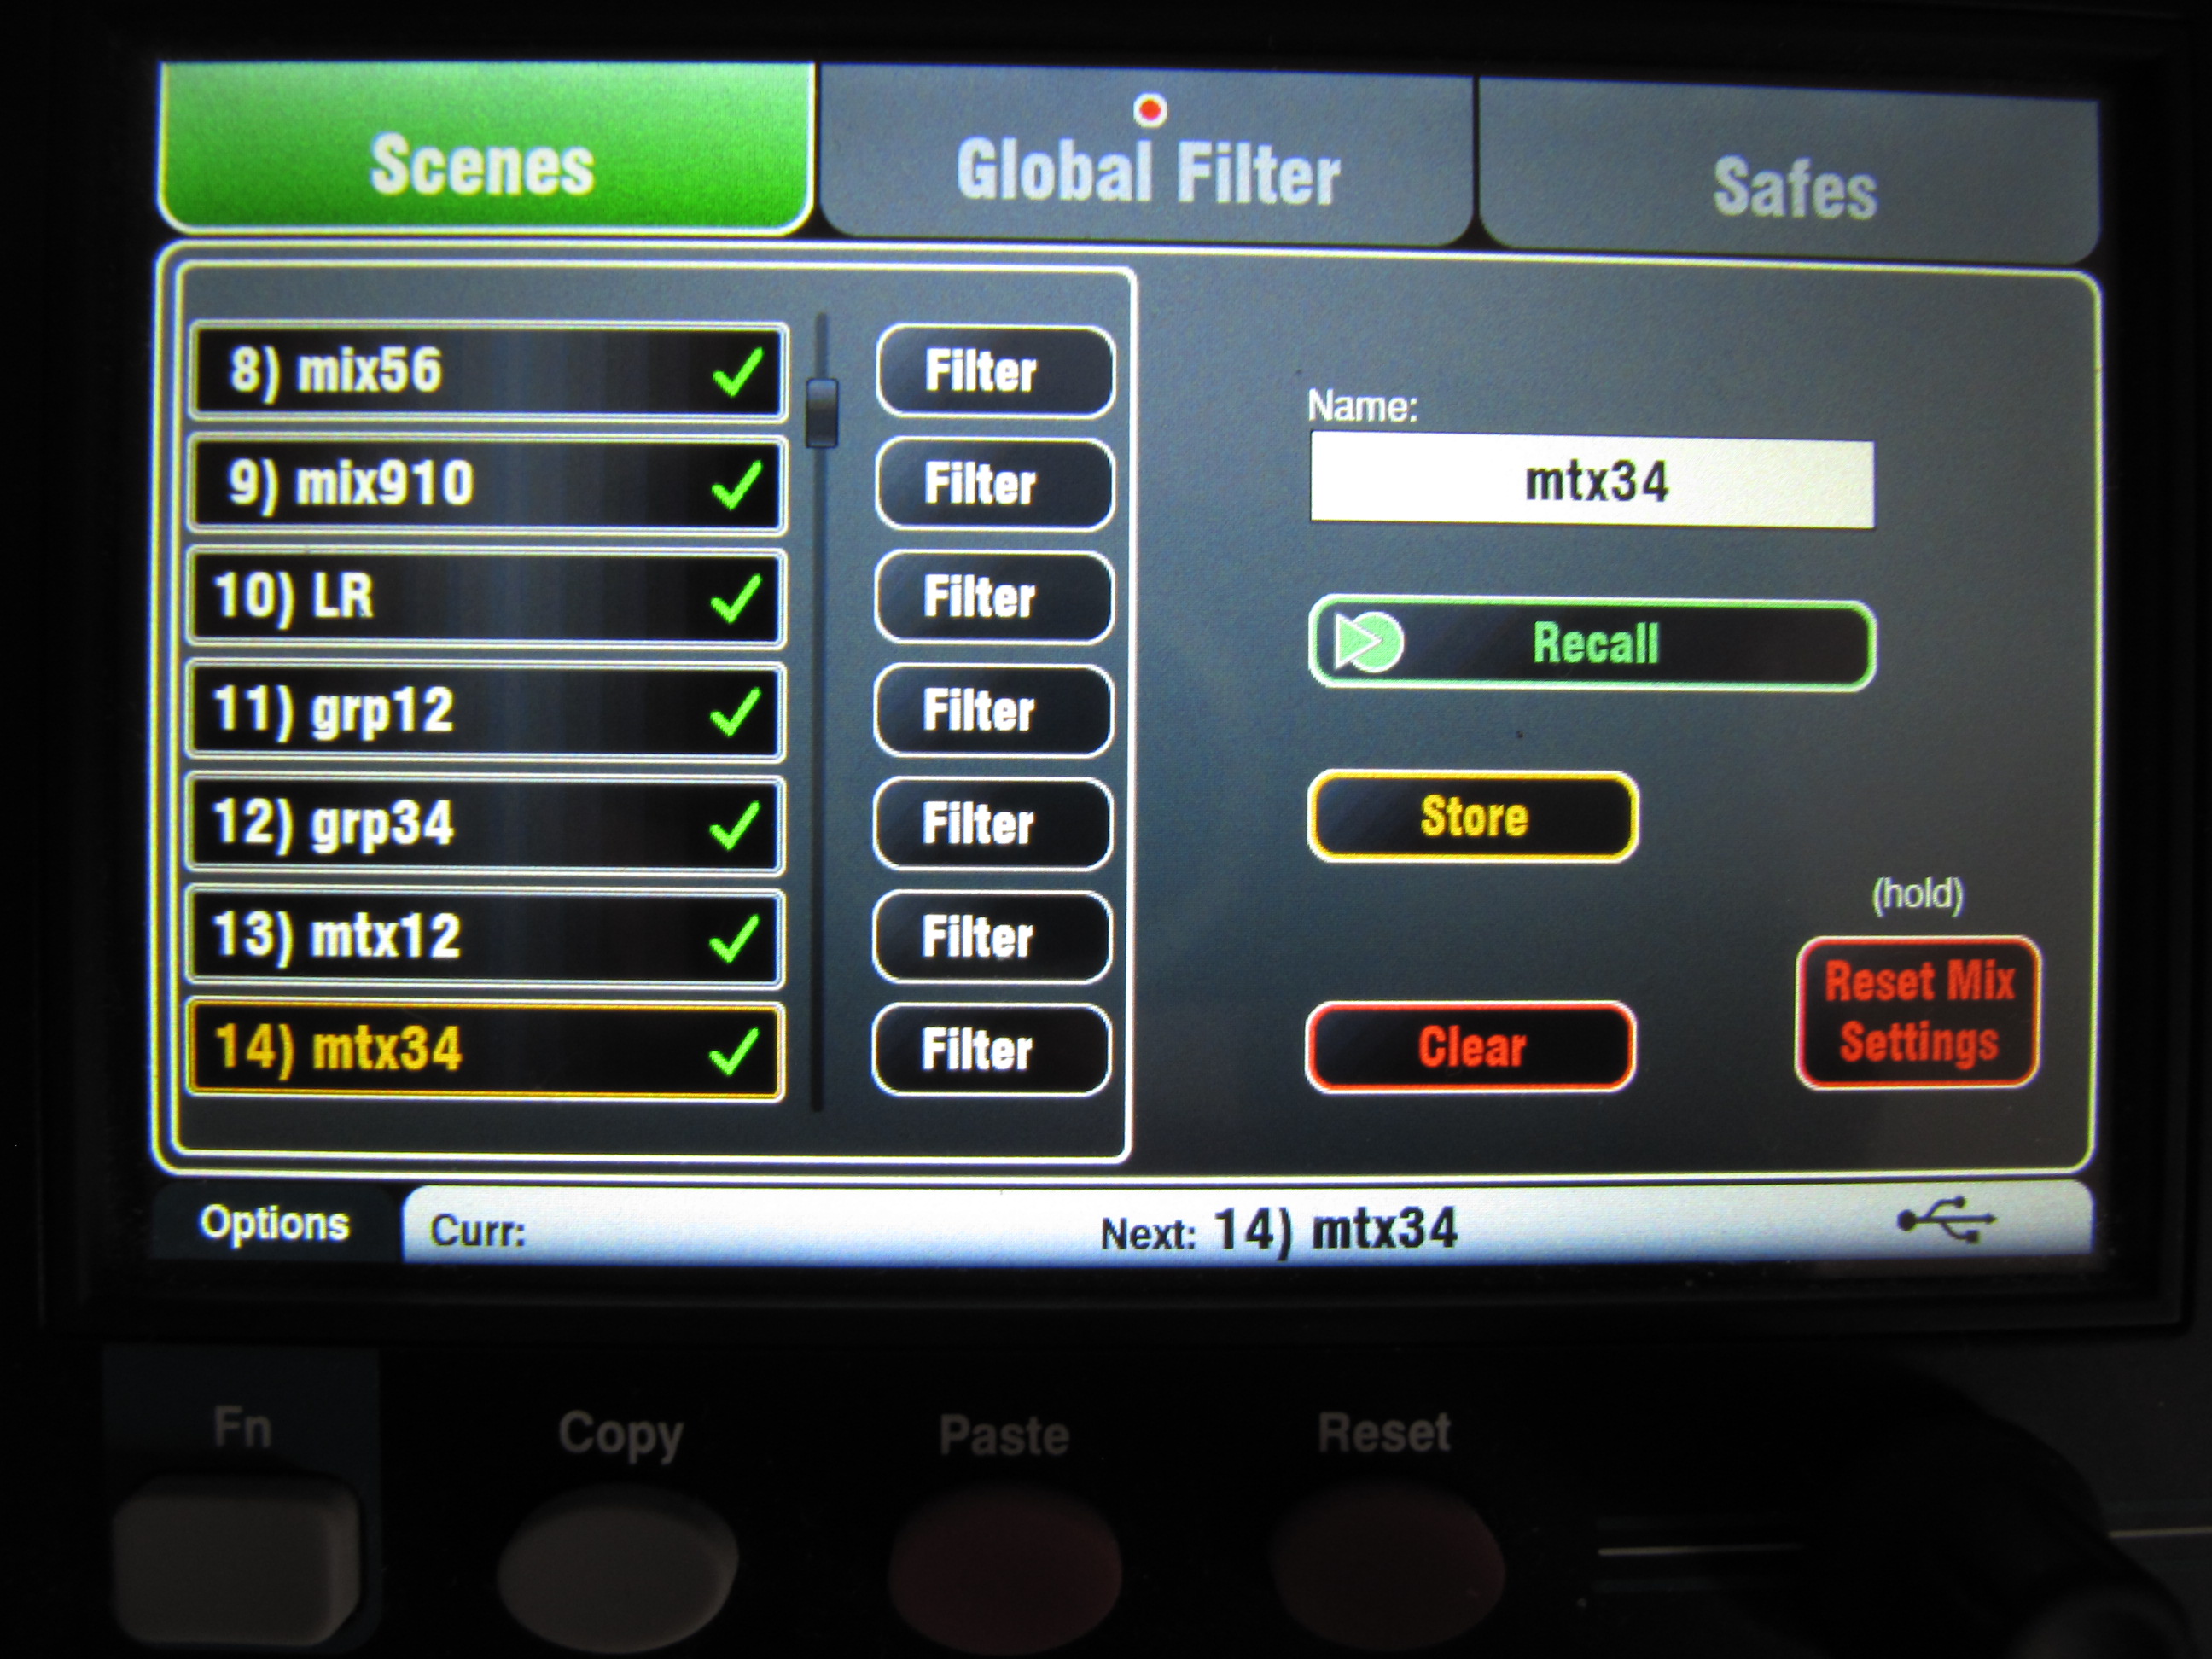 Scenes
Global Filter
Safes
8) mix56
Filter
9) mix910
Filter
10) LR
Filter
11) grp12
Filter
12) grp34
Filter
13) mtx12
Filter
14) mtx34
Filter
Name:
mtx34
Recall
Store
(hold)
Reset Mix
Settings
Clear
Options
Curr:
Next: 14) mtx34
Fn
Copy
Paste
Reset